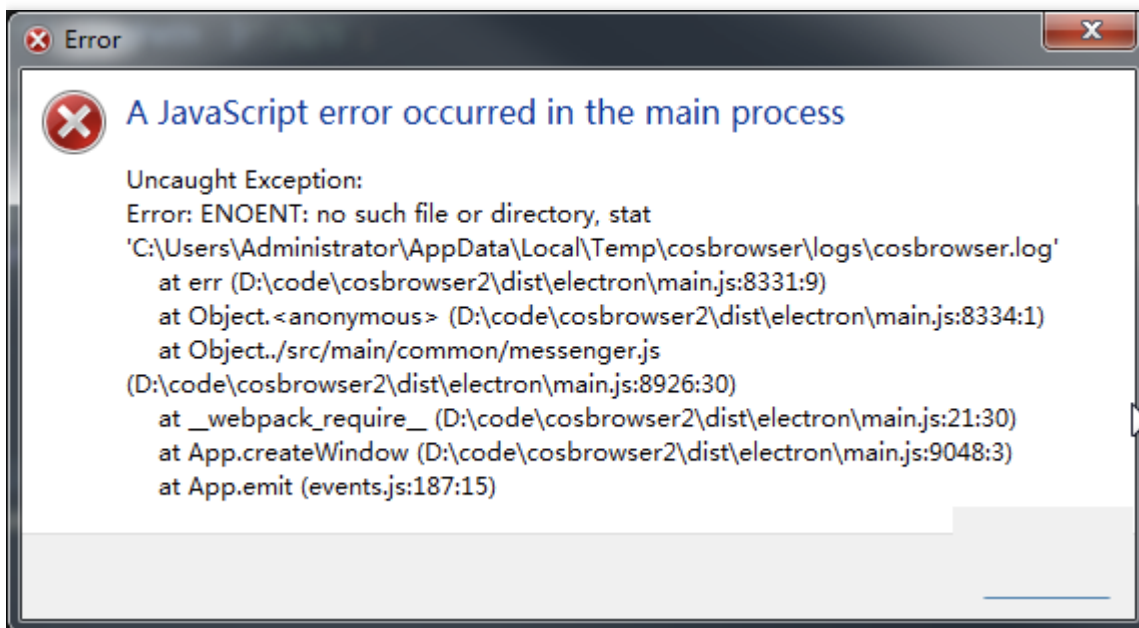 Error
A JavaScript error occurred in the main process
Uncaught Exception:
Error: ENOENT: no such file or directory, stat
'C:\Users\Administrator\AppData\Local\Temp\cosbrowser\logs\cosbrowser.log'
at err (D:\code\cosbrowser2\dist\electron\main.js:8331:9)
at Object.<anonymous> (D:\code\cosbrowser2\dist\electron\main.js:8334:1)
at Object../src/main/common/messenger.js
(D:\code\cosbrowser2\dist\electron\main.js:8926:30)
at __webpack_require__ (D:\code\cosbrowser2\dist\electron\main.js:21:30)
at App.createWindow (D:\code\cosbrowser2\dist\electron\main.js:9048:3)
at App.emit (events.js:187:15)